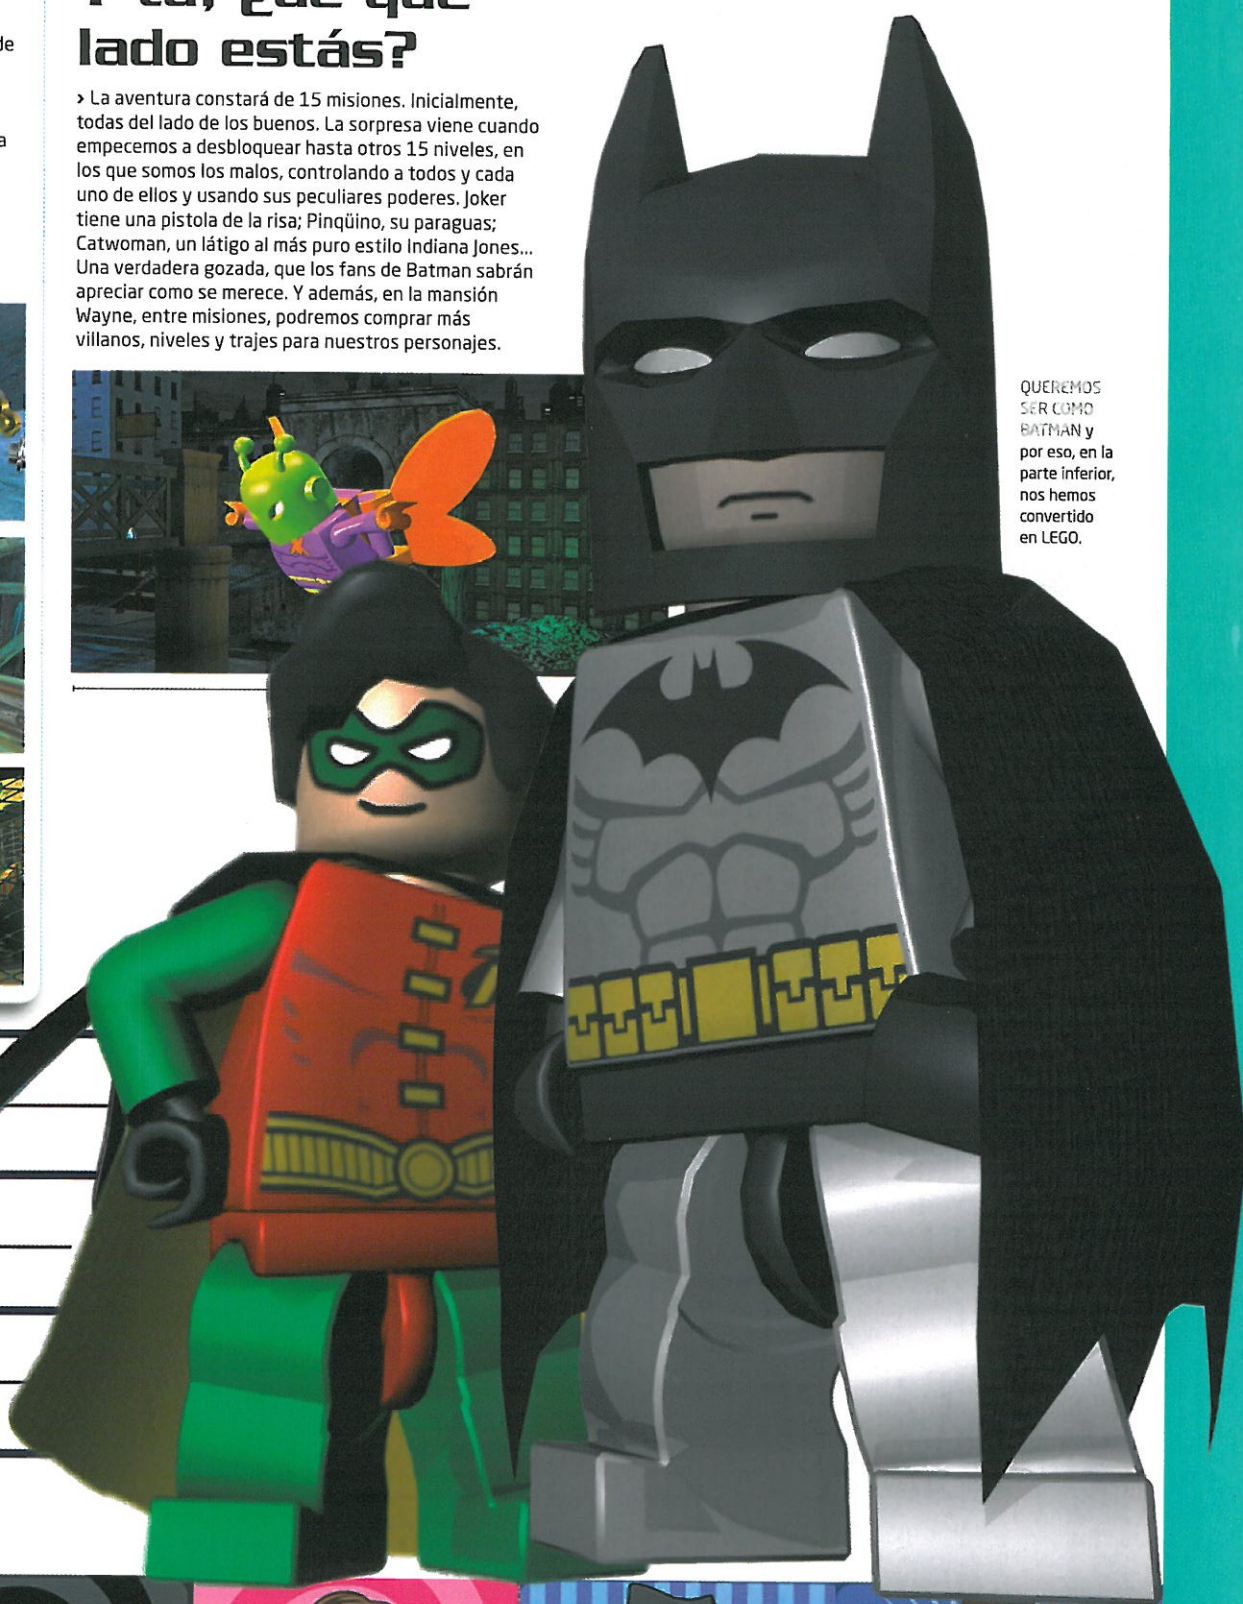 Y tú, ¿de qué
lado estás?
› La aventura constará de 15 misiones. Inicialmente,
todas del lado de los buenos. La sorpresa viene cuando
empecemos a desbloquear hasta otros 15 niveles, en
los que somos los malos, controlando a todos y cada
uno de ellos y usando sus peculiares poderes. Joker
tiene una pistola de la risa; Pinqüino, su paraguas;
Catwoman, un látigo al más puro estilo Indiana Jones...
Una verdadera gozada, que los fans de Batman sabrán
apreciar como se merece. Y además, en la mansión
Wayne, entre misiones, podremos comprar más
villanos, niveles y trajes para nuestros personajes.
QUEREMOS
SER COMO
BATMAN y
por eso, en la
parte inferior,
nos hemos
convertido
en LEGO.
de
a